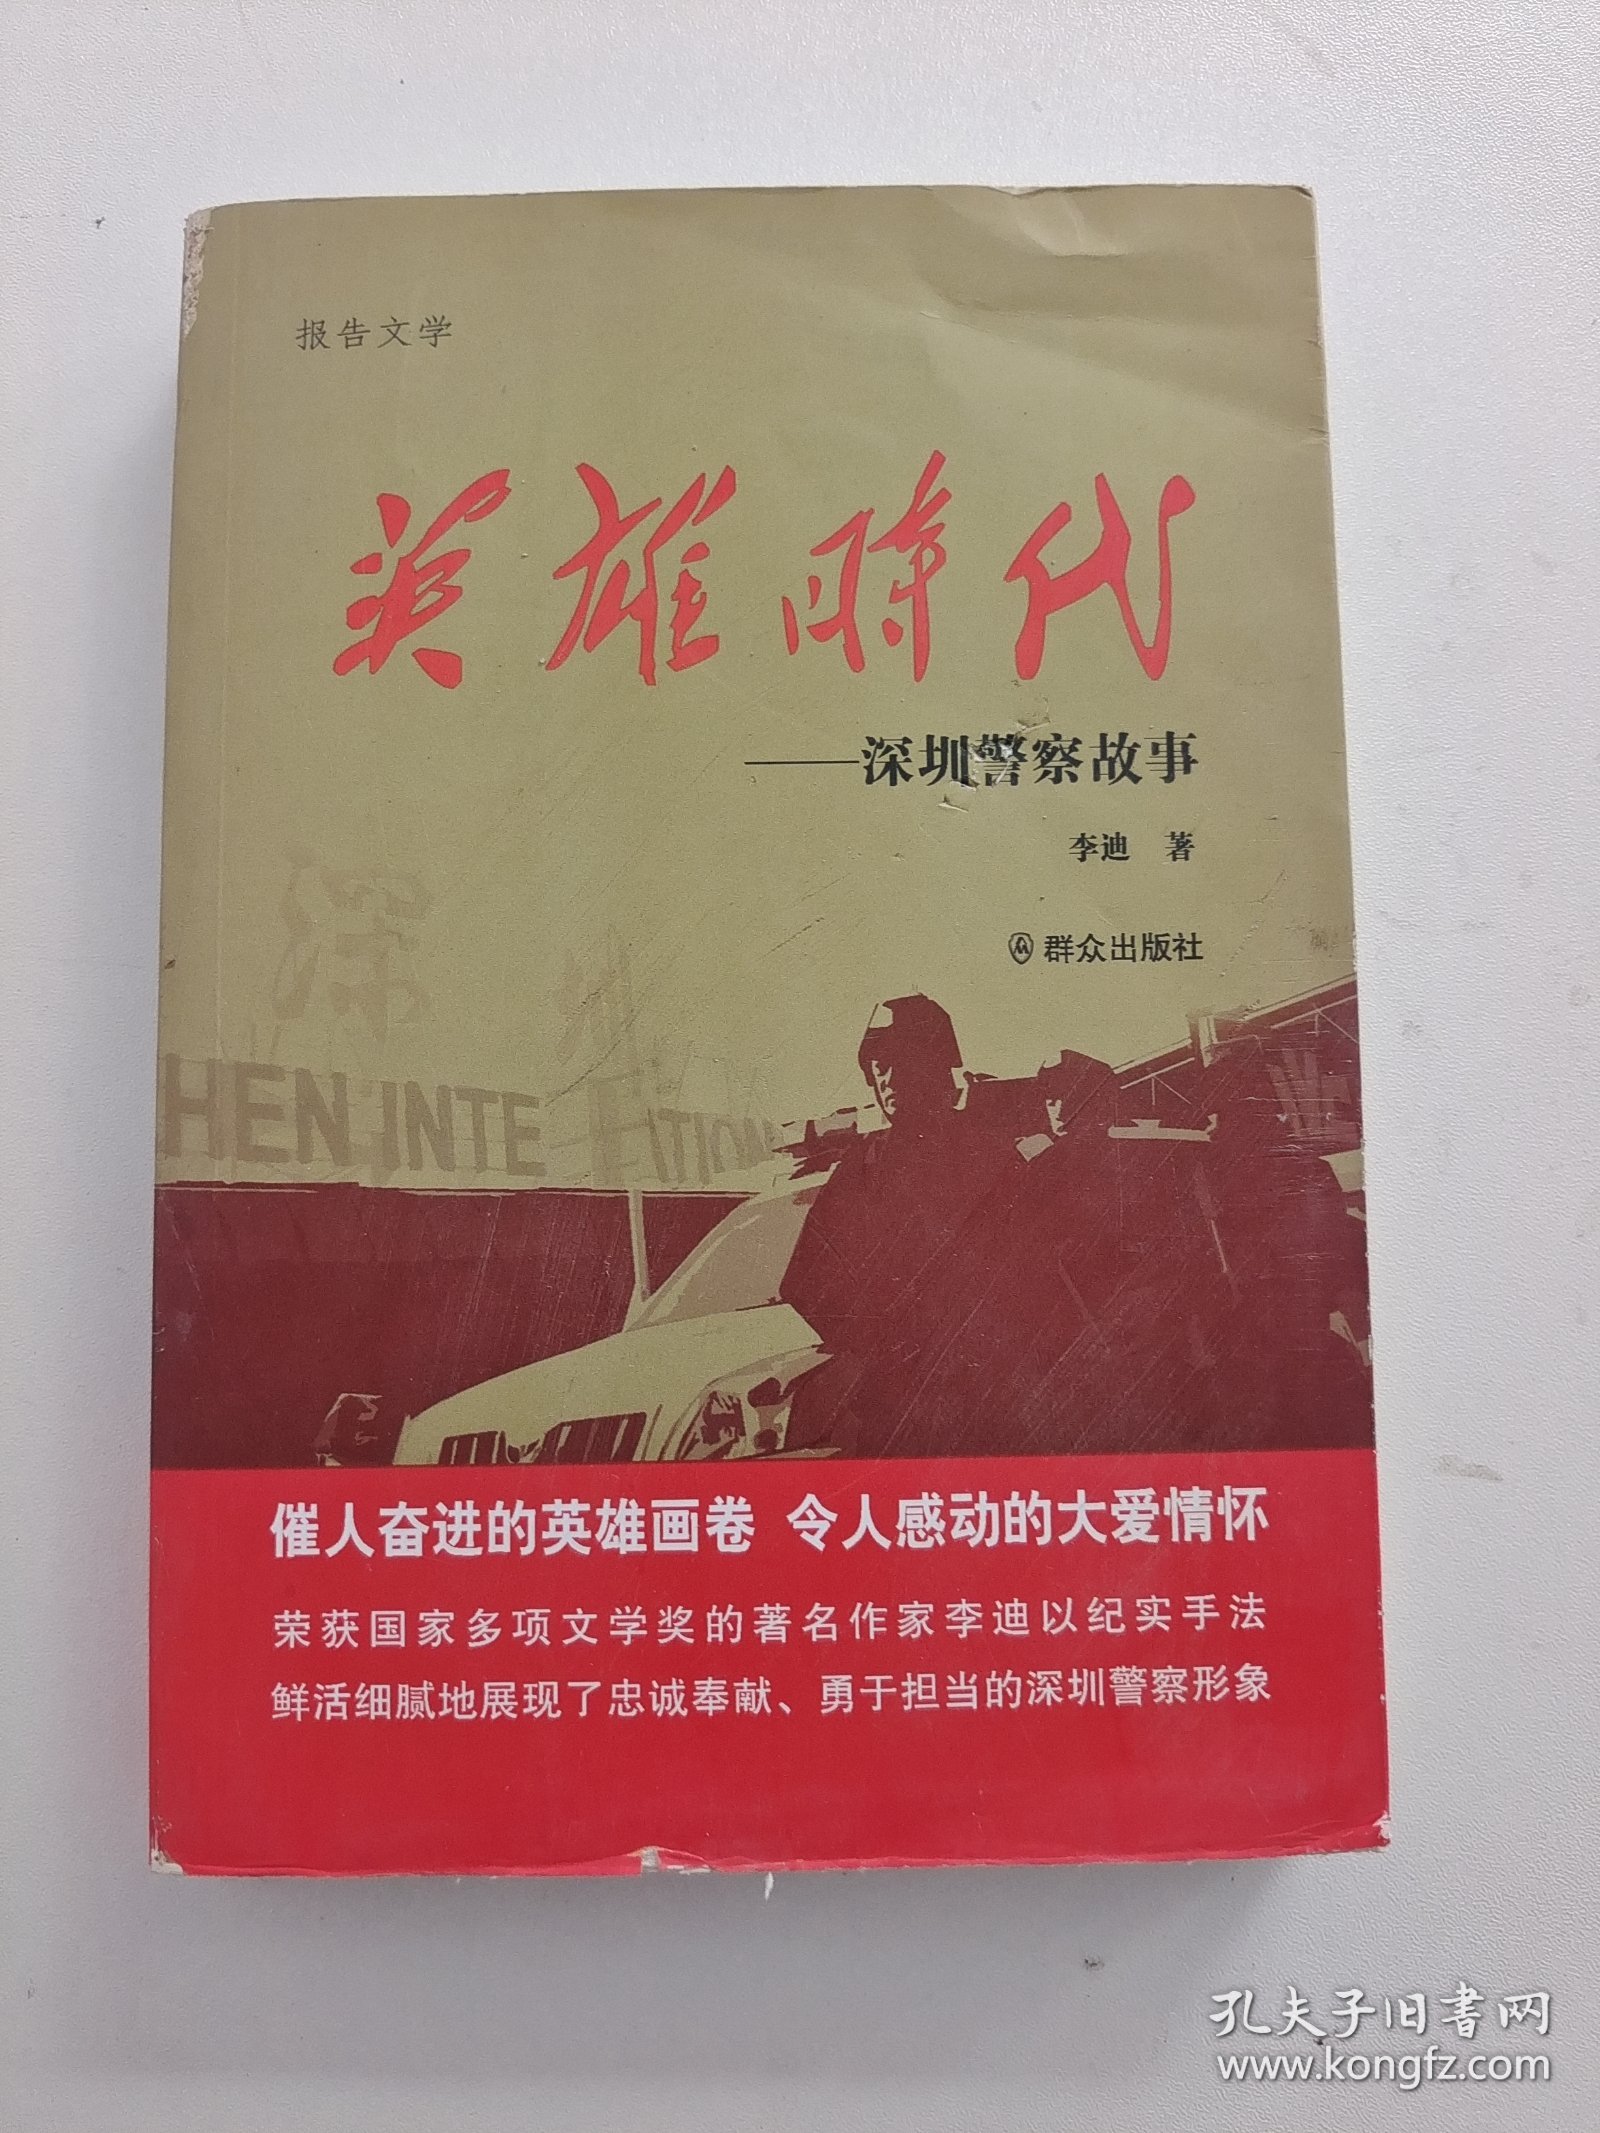 报告文学
英雄时代
——深圳警察故事
李迪 著
群众出版社
深圳
HEN INTE
ITION
催人奋进的英雄画卷 令人感动的大爱情怀
荣获国家多项文学奖的著名作家李迪以纪实手法
鲜活细腻地展现了忠诚奉献、勇于担当的深圳警察形象
孔夫子旧书网
www.kongfz.com